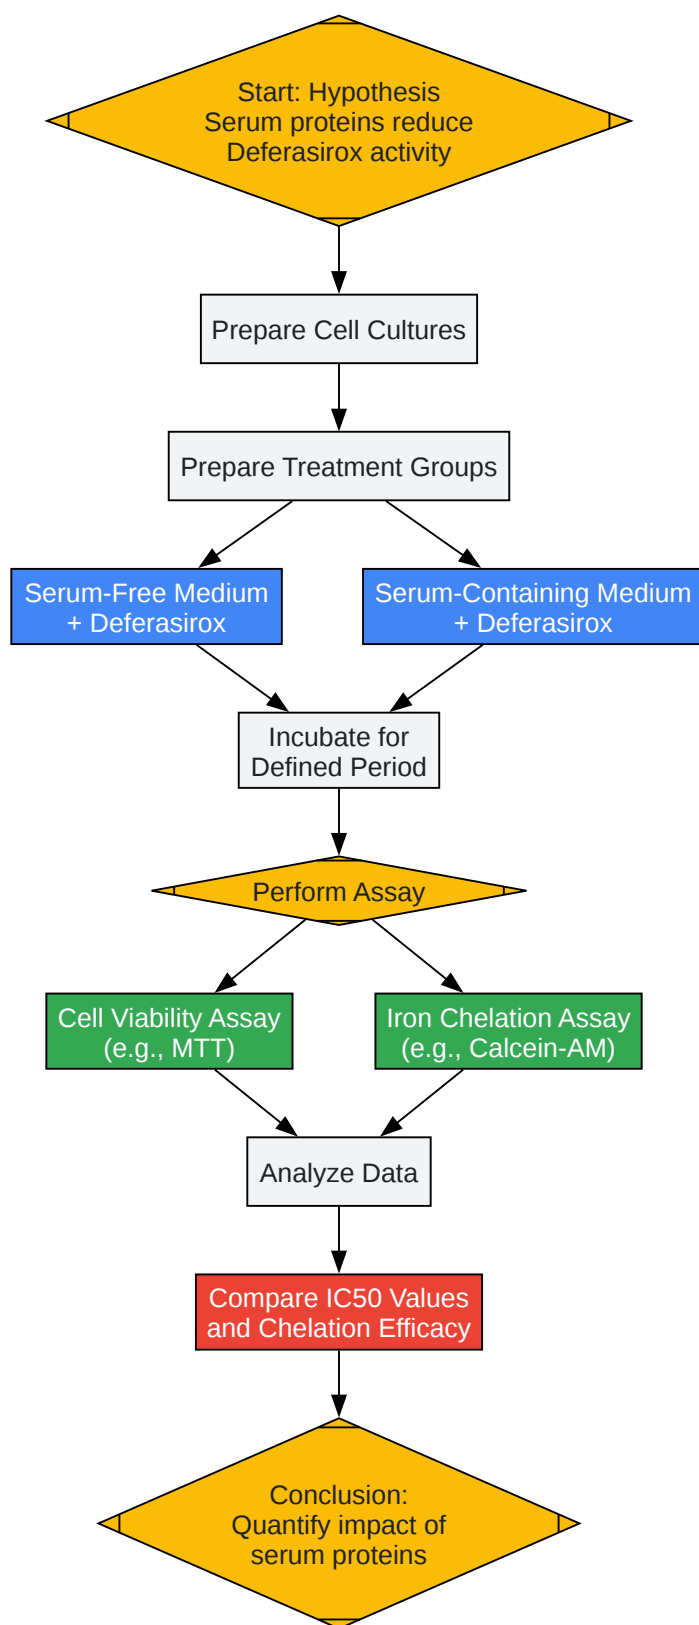 Start: Hypothesis
Serum proteins reduce
Deferasirox activity
Prepare Cell Cultures
Prepare Treatment Groups
Serum-Free Medium
+ Deferasirox
Serum-Containing Medium
+ Deferasirox
Incubate for
Defined Period
Perform Assay
Cell Viability Assay
(e.g., MTT)
Iron Chelation Assay
(e.g., Calcein-AM)
Analyze Data
Compare IC50 Values
and Chelation Efficacy
Conclusion:
Quantify impact of
serum proteins